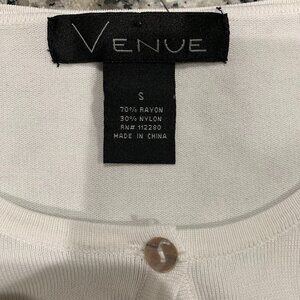 VENUE
S
70% RAYON
30% NYLON
RN# 112280
MADE IN CHINA